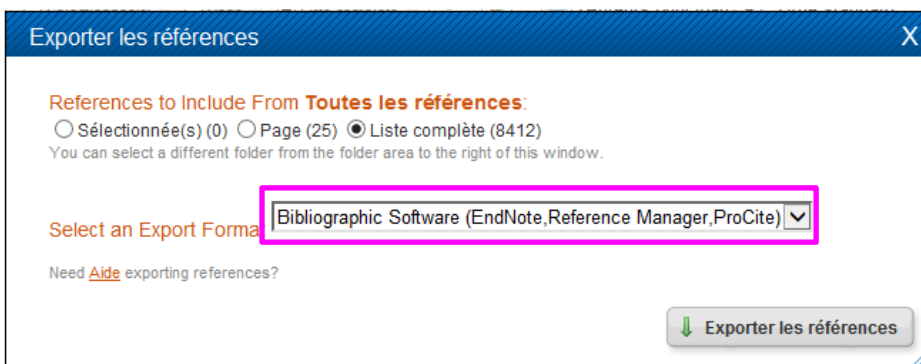 Exporter les références
X
References to Include From Toutes les références:
Sélectionnée(s) (0) Page (25) Liste complète (8412)
You can select a different folder from the folder area to the right of this window.
Bibliographic Software (EndNote,Reference Manager,ProCite)
Select an Export Forma
Need Aide exporting references?
Exporter les références